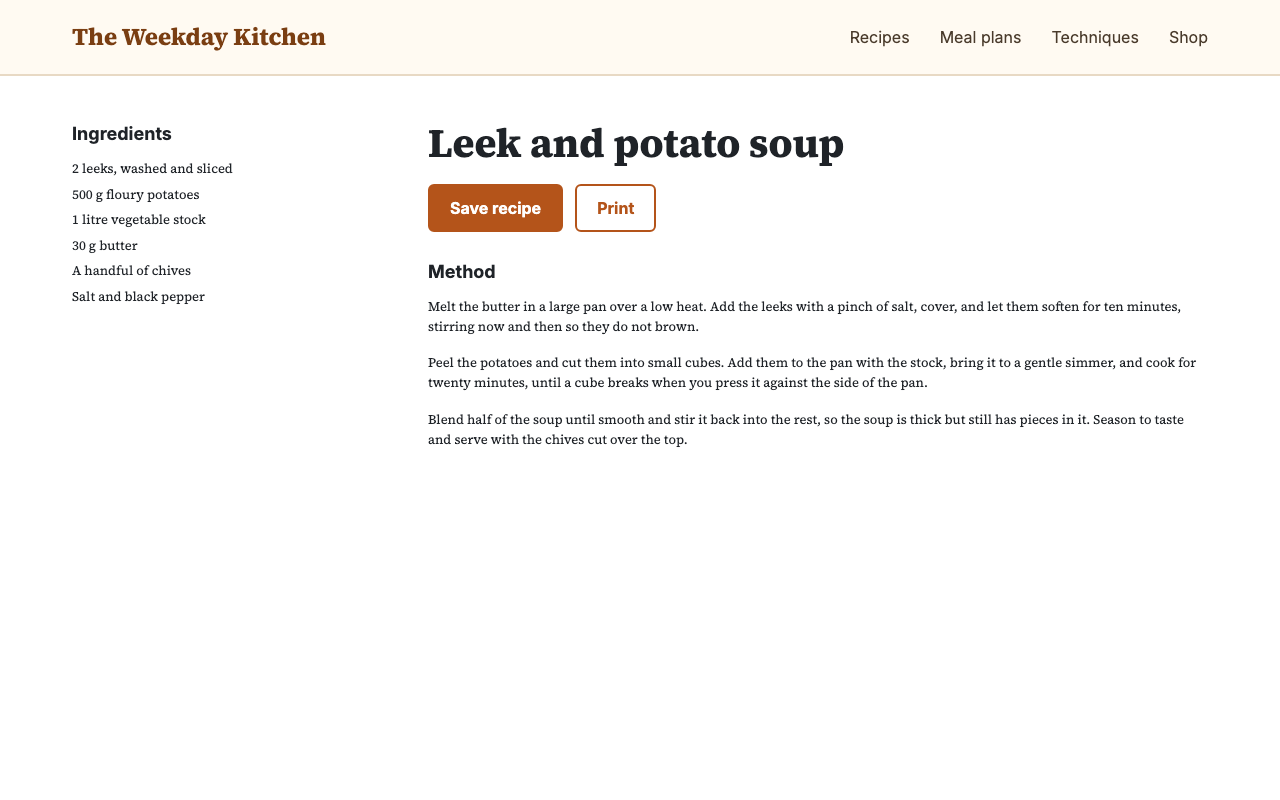 The Weekday Kitchen
Recipes
Meal plans
Techniques
Shop
Ingredients
2 leeks, washed and sliced
500 g floury potatoes
1 litre vegetable stock
30 g butter
A handful of chives
Salt and black pepper
Leek and potato soup
Save recipe
Print
Method
Melt the butter in a large pan over a low heat. Add the leeks with a pinch of salt, cover, and let them soften for ten minutes,
stirring now and then so they do not brown.
Peel the potatoes and cut them into small cubes. Add them to the pan with the stock, bring it to a gentle simmer, and cook for
twenty minutes, until a cube breaks when you press it against the side of the pan.
Blend half of the soup until smooth and stir it back into the rest, so the soup is thick but still has pieces in it. Season to taste
and serve with the chives cut over the top.